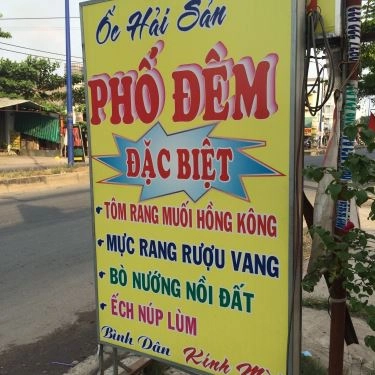 Ốc Hải Sản
PHỐ ĐÊM
ĐẶC BIỆT
TÔM RANG MUỐI HỒNG KÔNG
MỰC RANG RƯỢU VANG
BÒ NƯỚNG NỒI ĐẤT
ẾCH NÚP LÙM
Bình Dân Kính